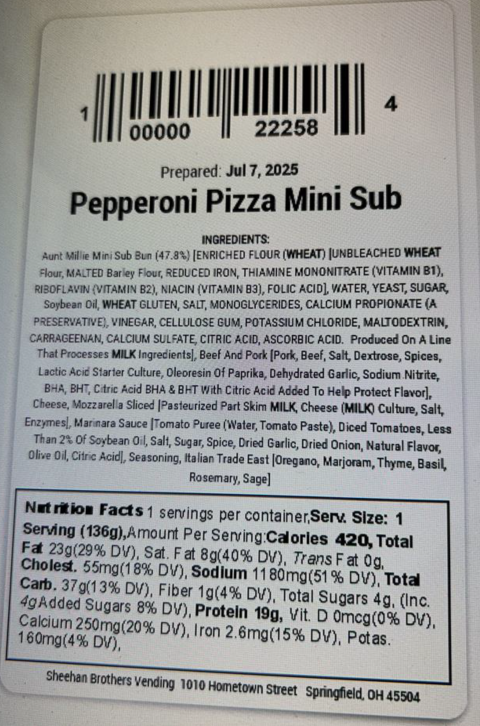 1 00000 22258 4
Prepared: Jul 7, 2025
Pepperoni Pizza Mini Sub
INGREDIENTS:
Aunt Millie Mini Sub Bun (47.8%) [ENRICHED FLOUR (WHEAT) [UNBLEACHED WHEAT
Flour, MALTED Barley Flour, REDUCED IRON, THIAMINE MONONITRATE (VITAMIN B1),
RIBOFLAVIN (VITAMIN B2), NIACIN (VITAMIN B3), FOLIC ACID], WATER, YEAST, SUGAR,
Soybean Oil, WHEAT GLUTEN, SALT, MONOGLYCERIDES, CALCIUM PROPIONATE (A
PRESERVATIVE), VINEGAR, CELLULOSE GUM, POTASSIUM CHLORIDE, MALTODEXTRIN,
CARRAGEENAN, CALCIUM SULFATE, CITRIC ACID, ASCORBIC ACID. Produced On A Line
That Processes MILK Ingredients], Beef And Pork [Pork, Beef, Salt, Dextrose, Spices,
Lactic Acid Starter Culture, Oleoresin Of Paprika, Dehydrated Garlic, Sodium Nitrite,
BHA, BHT, Citric Acid BHA & BHT With Citric Acid Added To Help Protect Flavor],
Cheese, Mozzarella Sliced [Pasteurized Part Skim MILK, Cheese (MILK) Culture, Salt,
Enzymes], Marinara Sauce [Tomato Puree (Water, Tomato Paste), Diced Tomatoes, Less
Than 2% Of Soybean Oil, Salt, Sugar, Spice, Dried Garlic, Dried Onion, Natural Flavor,
Olive Oil, Citric Acid], Seasoning, Italian Trade East [Oregano, Marjoram, Thyme, Basil,
Rosemary, Sage]
Nutrition Facts 1 servings per container,Serv. Size: 1
Serving (136g),Amount Per Serving:Calories 420, Total
Fat 23g(29% DV), Sat. Fat 8g(40% DV), Trans Fat 0g,
Cholest. 55mg(18% DV), Sodium 1180mg(51% DV), Total
Carb. 37g(13% DV), Fiber 1g(4% DV), Total Sugars 4g, (Inc.
4gAdded Sugars 8% DV), Protein 19g, Vit. D 0mcg(0% DV),
Calcium 250mg(20% DV), Iron 2.6mg(15% DV), Potas.
160mg(4% DV),
Sheehan Brothers Vending 1010 Hometown Street Springfield, OH 45504